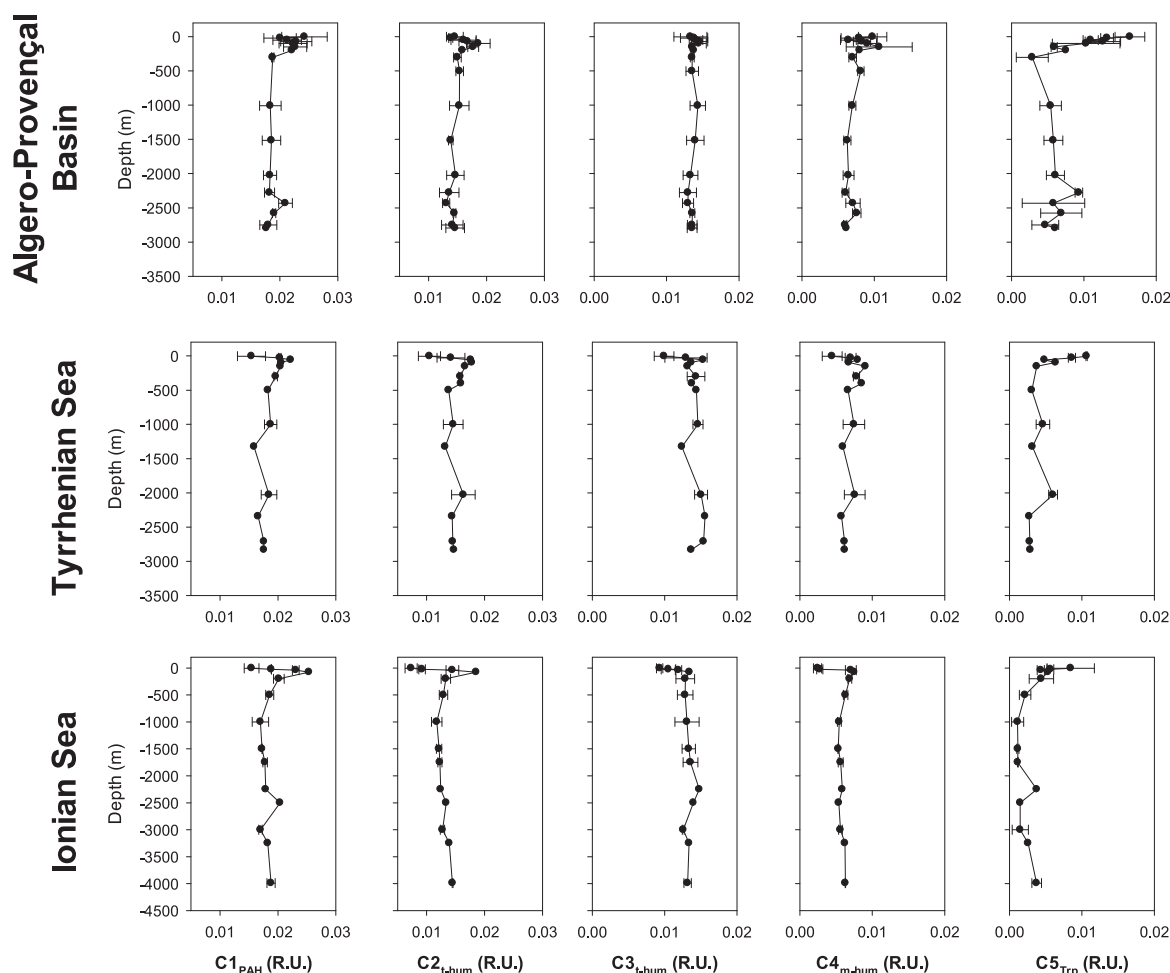 Algero-Provençal
Basin
Depth (m)
0
-500
-1000
-1500
-2000
-2500
-3000
-3500
0.01 0.02 0.03
0.01 0.02 0.03
0.00 0.01 0.02
0.00 0.01 0.02
0.00 0.01 0.02
Tyrrhenian Sea
Depth (m)
0
-500
-1000
-1500
-2000
-2500
-3000
-3500
0.01 0.02 0.03
0.01 0.02 0.03
0.00 0.01 0.02
0.00 0.01 0.02
0.00 0.01 0.02
Ionian Sea
Depth (m)
0
-500
-1000
-1500
-2000
-2500
-3000
-3500
-4000
-4500
0.01 0.02 0.03
0.01 0.02 0.03
0.00 0.01 0.02
0.00 0.01 0.02
0.00 0.01 0.02
C1PAH (R.U.)
C2t-hum (R.U.)
C3t-hum (R.U.)
C4m-hum (R.U.)
C5Trp (R.U.)